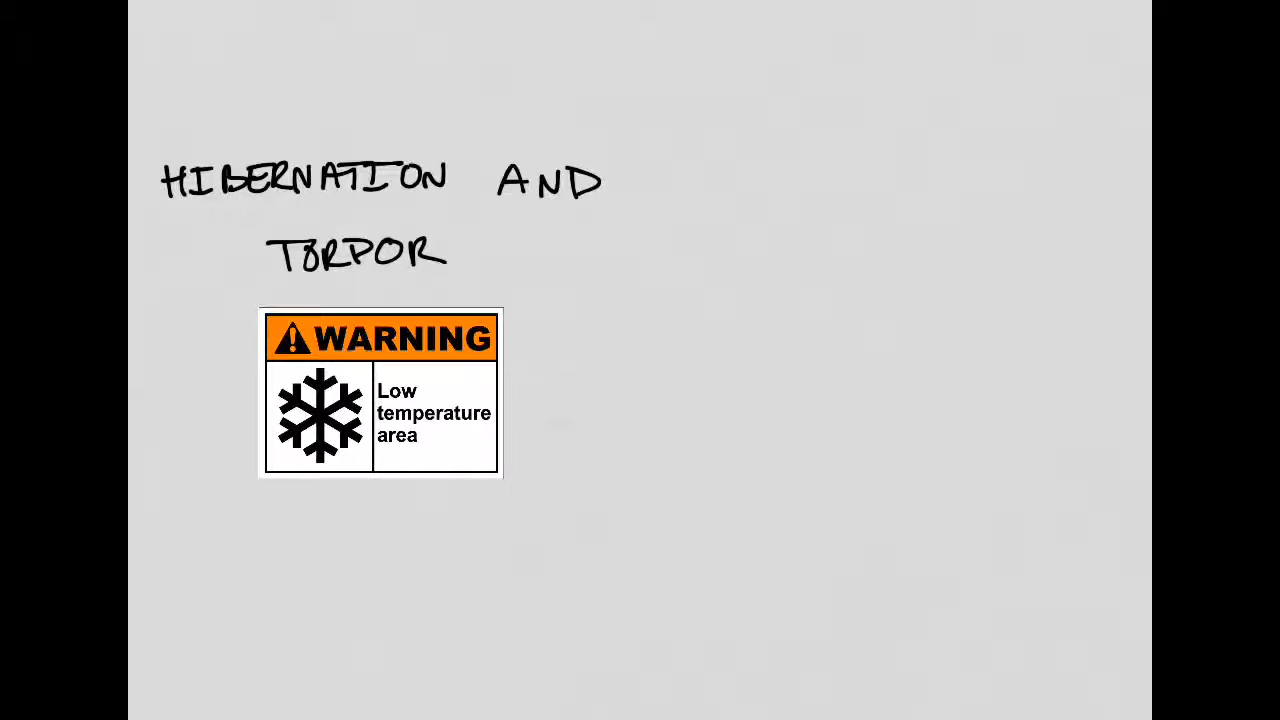 HIBERNATION AND
TORPOR
WARNING
Low
temperature
area